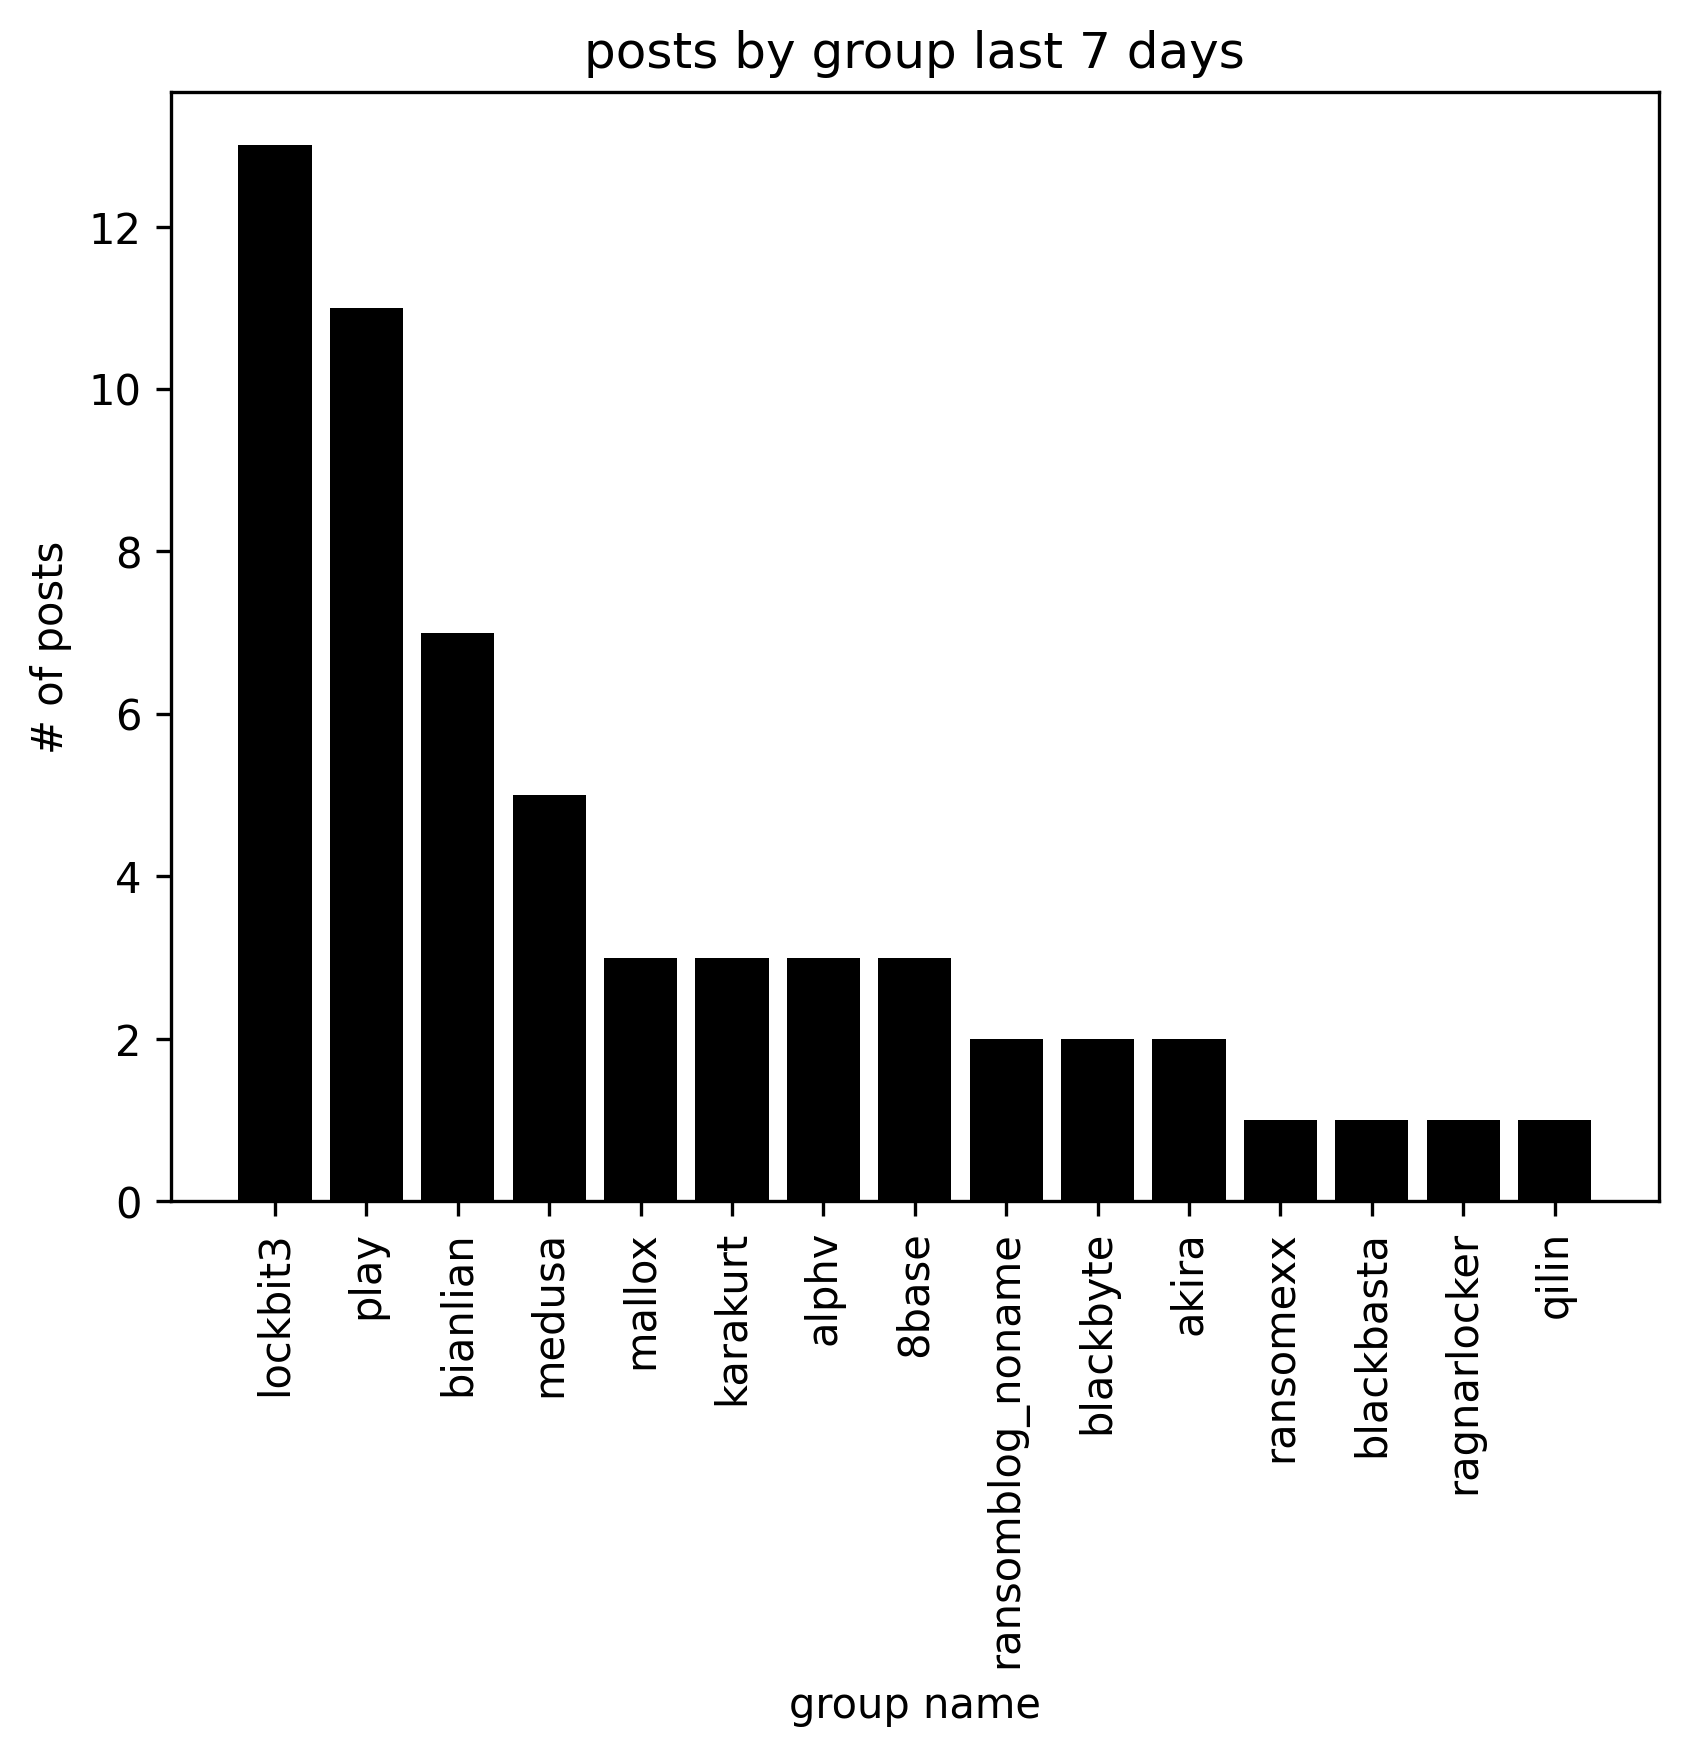 posts by group last 7 days
# of posts
12
10
8
6
4
2
0
lockbit3
play
bianlian
medusa
mallox
karakurt
alphv
8base
ransomblog_noname
blackbyte
akira
ransomexx
blackbasta
ragnarlocker
qilin
group name